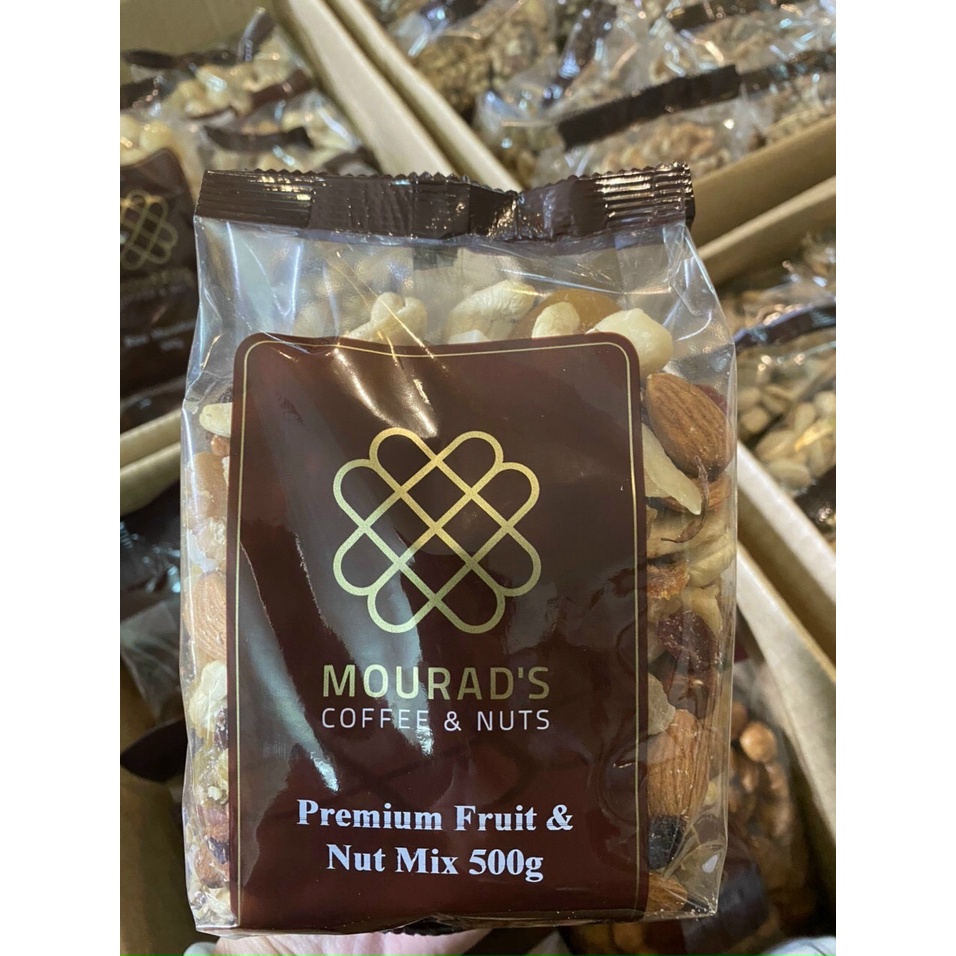 MOURAD'S
COFFEE & NUTS
Premium Fruit &
Nut Mix 500g